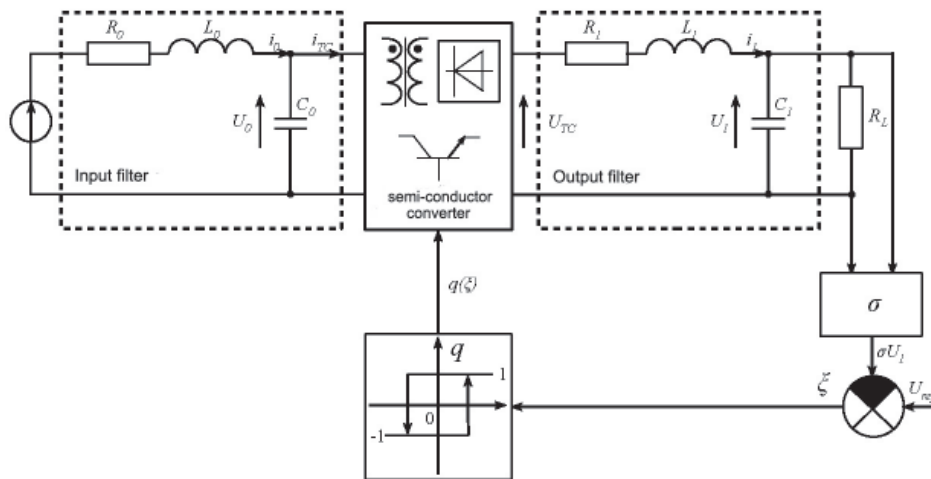 R0
L0
i0
iTC
U0
C0
Input filter
semi-conductor
converter
UTC
R1
L1
i1
U1
C1
Output filter
RL
σ
σU1
ξ
q(ξ)
q
1
0
-1